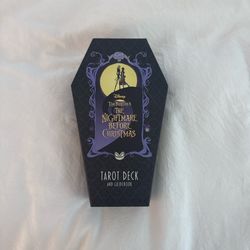 Disney
Tim Burton's
THE
NIGHTMARE
BEFORE
CHRISTMAS
TAROT DECK
AND GUIDEBOOK